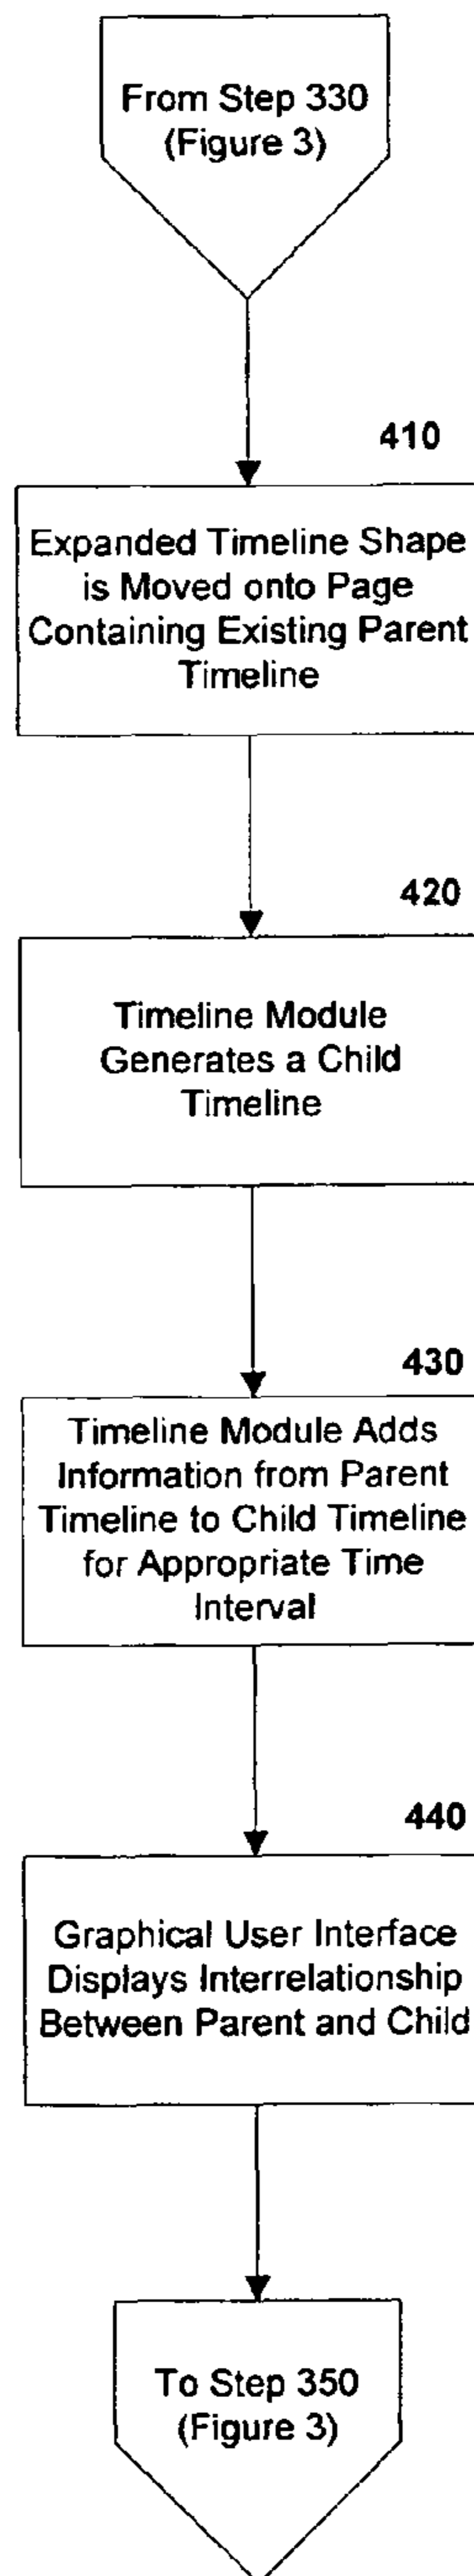 From Step 330
(Figure 3)
410
Expanded Timeline Shape
is Moved onto Page
Containing Existing Parent
Timeline
420
Timeline Module
Generates a Child
Timeline
430
Timeline Module Adds
Information from Parent
Timeline to Child Timeline
for Appropriate Time
Interval
440
Graphical User Interface
Displays Interrelationship
Between Parent and Child
To Step 350
(Figure 3)